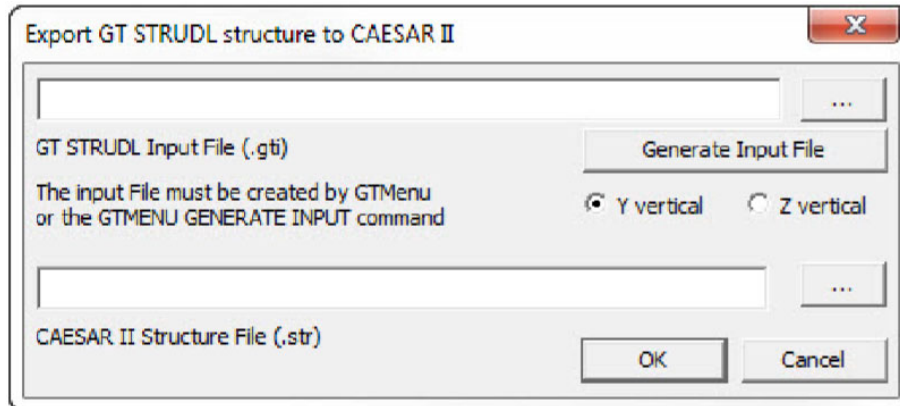 Export GT STRUDL structure to CAESAR II
...
GT STRUDL Input File (.gti)
Generate Input File
The input File must be created by GTMenu
or the GTMENU GENERATE INPUT command
Y vertical
Z vertical
...
CAESAR II Structure File (.str)
OK
Cancel